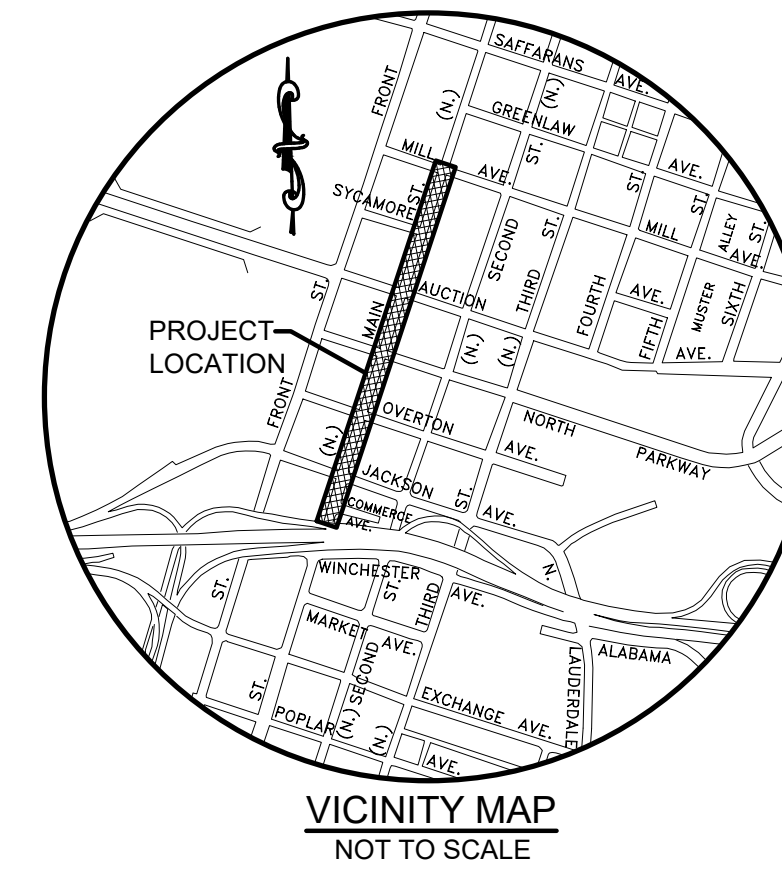 SAFFARANS
AVE.
FRONT
(N.)
(N.)
GREENLAW
MILL
AVE.
ST.
AVE.
SYCAMORE
ST.
ST.
ST.
MILL
ALLEY
ST.
AVE.
SECOND
ST.
THIRD
FOURTH
AVE.
MUSTER
SIXTH
FIFTH
AVE.
ST.
AUCTION
MAIN
(N.)
(N.)
PROJECT
LOCATION
FRONT
OVERTON
NORTH
PARKWAY
AVE.
(N.)
JACKSON
ST.
AVE.
COMMERCE
AVE.
N.
WINCHESTER
ST.
ST.
THIRD
AVE.
MARKET
AVE.
LAUDERDALE
ALABAMA
SECOND
ST.
EXCHANGE AVE.
POPLAR
(N.)
(N.)
AVE.
VICINITY MAP
NOT TO SCALE